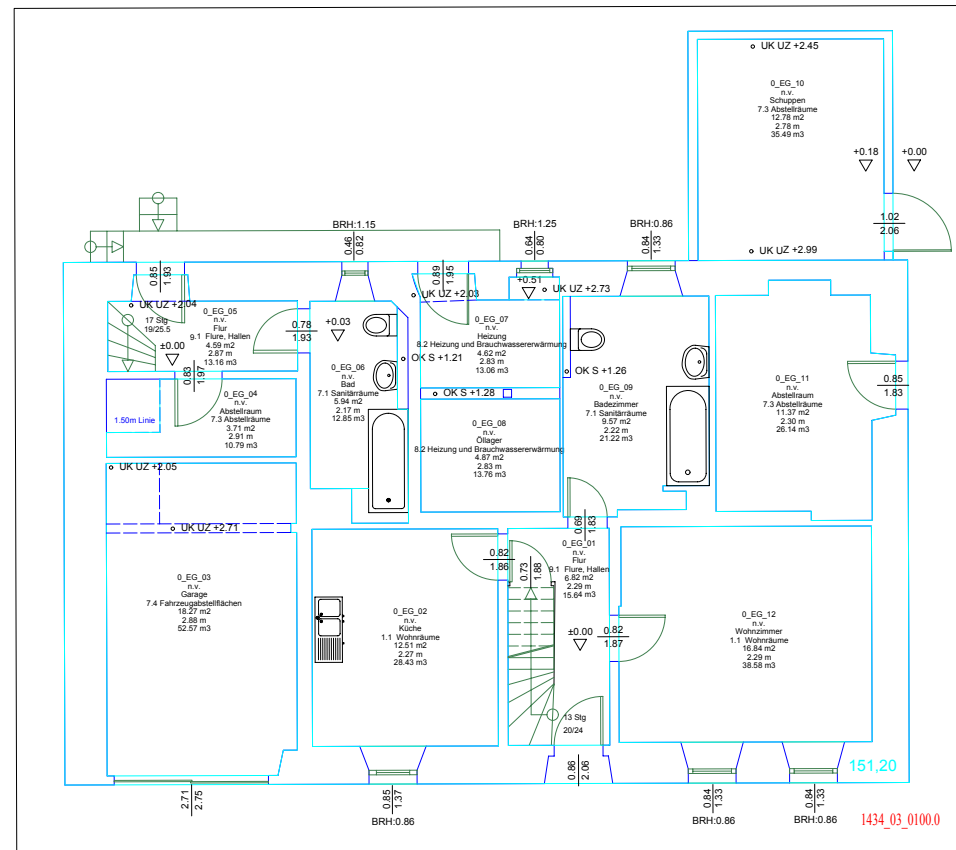 UK UZ +2.45
0_EG_10
n.v.
Schuppen
7.3 Abstellräume
12.78 m2
2.78 m
35.49 m3
+0.18
+0.00
1.02
2.06
UK UZ +2.99
BRH:1.15
0.46
0.82
BRH:1.25
0.64
0.80
BRH:0.86
0.84
1.33
0.85
1.93
0.89
1.95
+0.51
UK UZ +2.73
UK UZ +2.03
UK UZ +2.04
17 Stg
19/25.5
±0.00
0_EG_05
n.v.
Flur
9.1 Flure, Hallen
4.59 m2
2.87 m
13.16 m3
0.78
1.93
+0.03
0_EG_07
n.v.
Heizung
8.2 Heizung und Brauchwassererwärmung
4.62 m2
2.83 m
13.06 m3
OK S +1.21
0_EG_06
n.v.
Bad
7.1 Sanitärräume
5.94 m2
2.17 m
12.85 m3
OK S +1.26
OK S +1.28
0_EG_09
n.v.
Badezimmer
7.1 Sanitärräume
9.57 m2
2.22 m
21.22 m3
0_EG_11
n.v.
Abstellraum
7.3 Abstellräume
11.37 m2
2.30 m
26.14 m3
0.85
1.83
0.83
1.97
1.50m Linie
0_EG_04
n.v.
Abstellraum
7.3 Abstellräume
3.71 m2
2.91 m
10.79 m3
0_EG_08
n.v.
Öllager
8.2 Heizung und Brauchwassererwärmung
4.87 m2
2.83 m
13.76 m3
UK UZ +2.05
UK UZ +2.71
0.69
1.83
0_EG_01
n.v.
Flur
9.1 Flure, Hallen
6.82 m2
2.29 m
15.64 m3
0.82
1.86
0.73
1.88
0_EG_03
n.v.
Garage
7.4 Fahrzeugabstellflächen
18.27 m2
2.88 m
52.57 m3
0_EG_02
n.v.
Küche
1.1 Wohnräume
12.51 m2
2.27 m
28.43 m3
±0.00
0.82
1.87
0_EG_12
n.v.
Wohnzimmer
1.1 Wohnräume
16.84 m2
2.29 m
38.58 m3
13 Stg
20/24
0.86
2.06
151,20
2.71
2.75
0.85
1.37
BRH:0.86
0.84
1.33
BRH:0.86
0.84
1.33
BRH:0.86
1434_03_0100.0